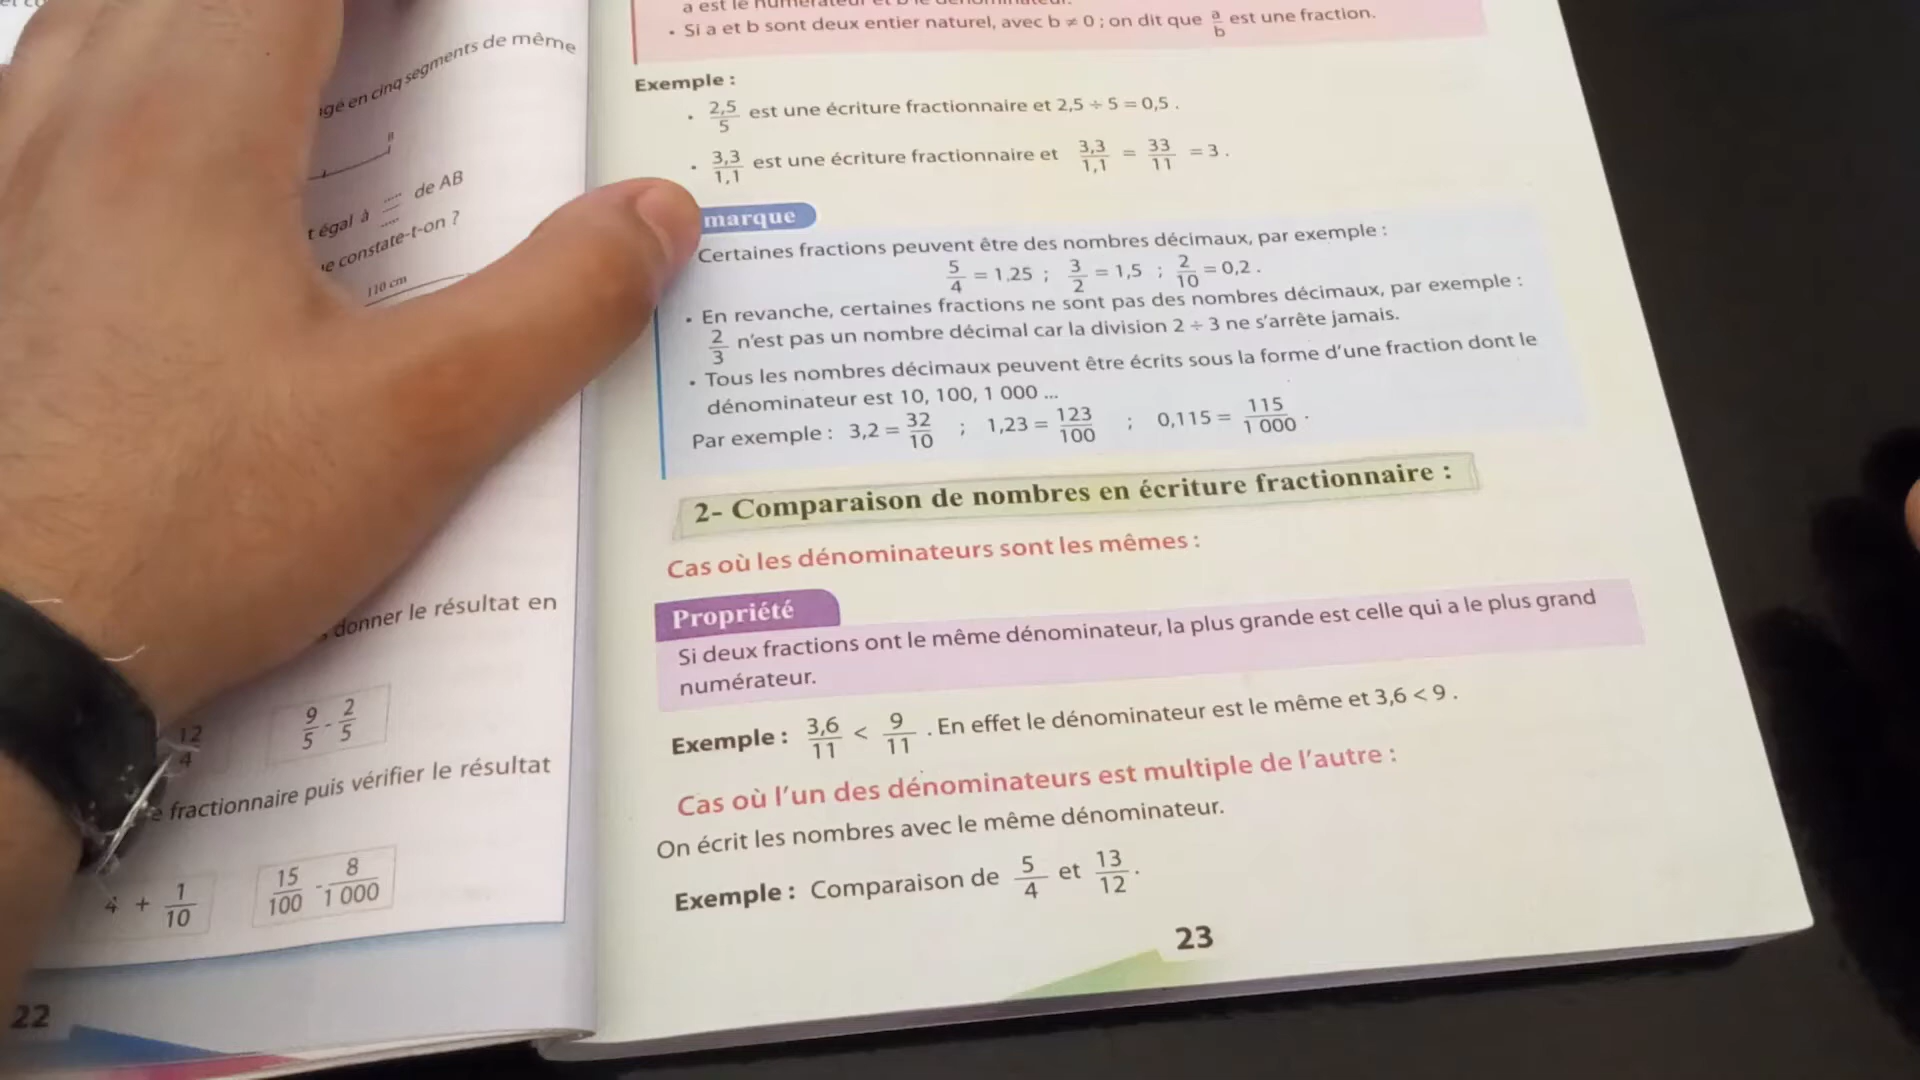 gé en cinq segments de même
B
de AB
t égal à .... ....
e constate-t-on ?
110 cm
donner le résultat en
12/4
9/5 - 2/5
e fractionnaire puis vérifier le résultat
4 + 1/10
15/100 - 8/1 000
22
a est le numérateur et b le dénominateur.
• Si a et b sont deux entier naturel, avec b ≠ 0 ; on dit que a/b est une fraction.
Exemple :
• 2,5/5 est une écriture fractionnaire et 2,5 ÷ 5 = 0,5 .
• 3,3/1,1 est une écriture fractionnaire et 3,3/1,1 = 33/11 = 3 .
marque
Certaines fractions peuvent être des nombres décimaux, par exemple :
5/4 = 1,25 ; 3/2 = 1,5 ; 2/10 = 0,2 .
• En revanche, certaines fractions ne sont pas des nombres décimaux, par exemple :
2/3 n'est pas un nombre décimal car la division 2 ÷ 3 ne s'arrête jamais.
• Tous les nombres décimaux peuvent être écrits sous la forme d'une fraction dont le
dénominateur est 10, 100, 1 000 ...
Par exemple : 3,2 = 32/10 ; 1,23 = 123/100 ; 0,115 = 115/1 000 .
2- Comparaison de nombres en écriture fractionnaire :
Cas où les dénominateurs sont les mêmes :
Propriété
Si deux fractions ont le même dénominateur, la plus grande est celle qui a le plus grand
numérateur.
Exemple : 3,6/11 < 9/11 . En effet le dénominateur est le même et 3,6 < 9 .
Cas où l'un des dénominateurs est multiple de l'autre :
On écrit les nombres avec le même dénominateur.
Exemple : Comparaison de 5/4 et 13/12 .
23